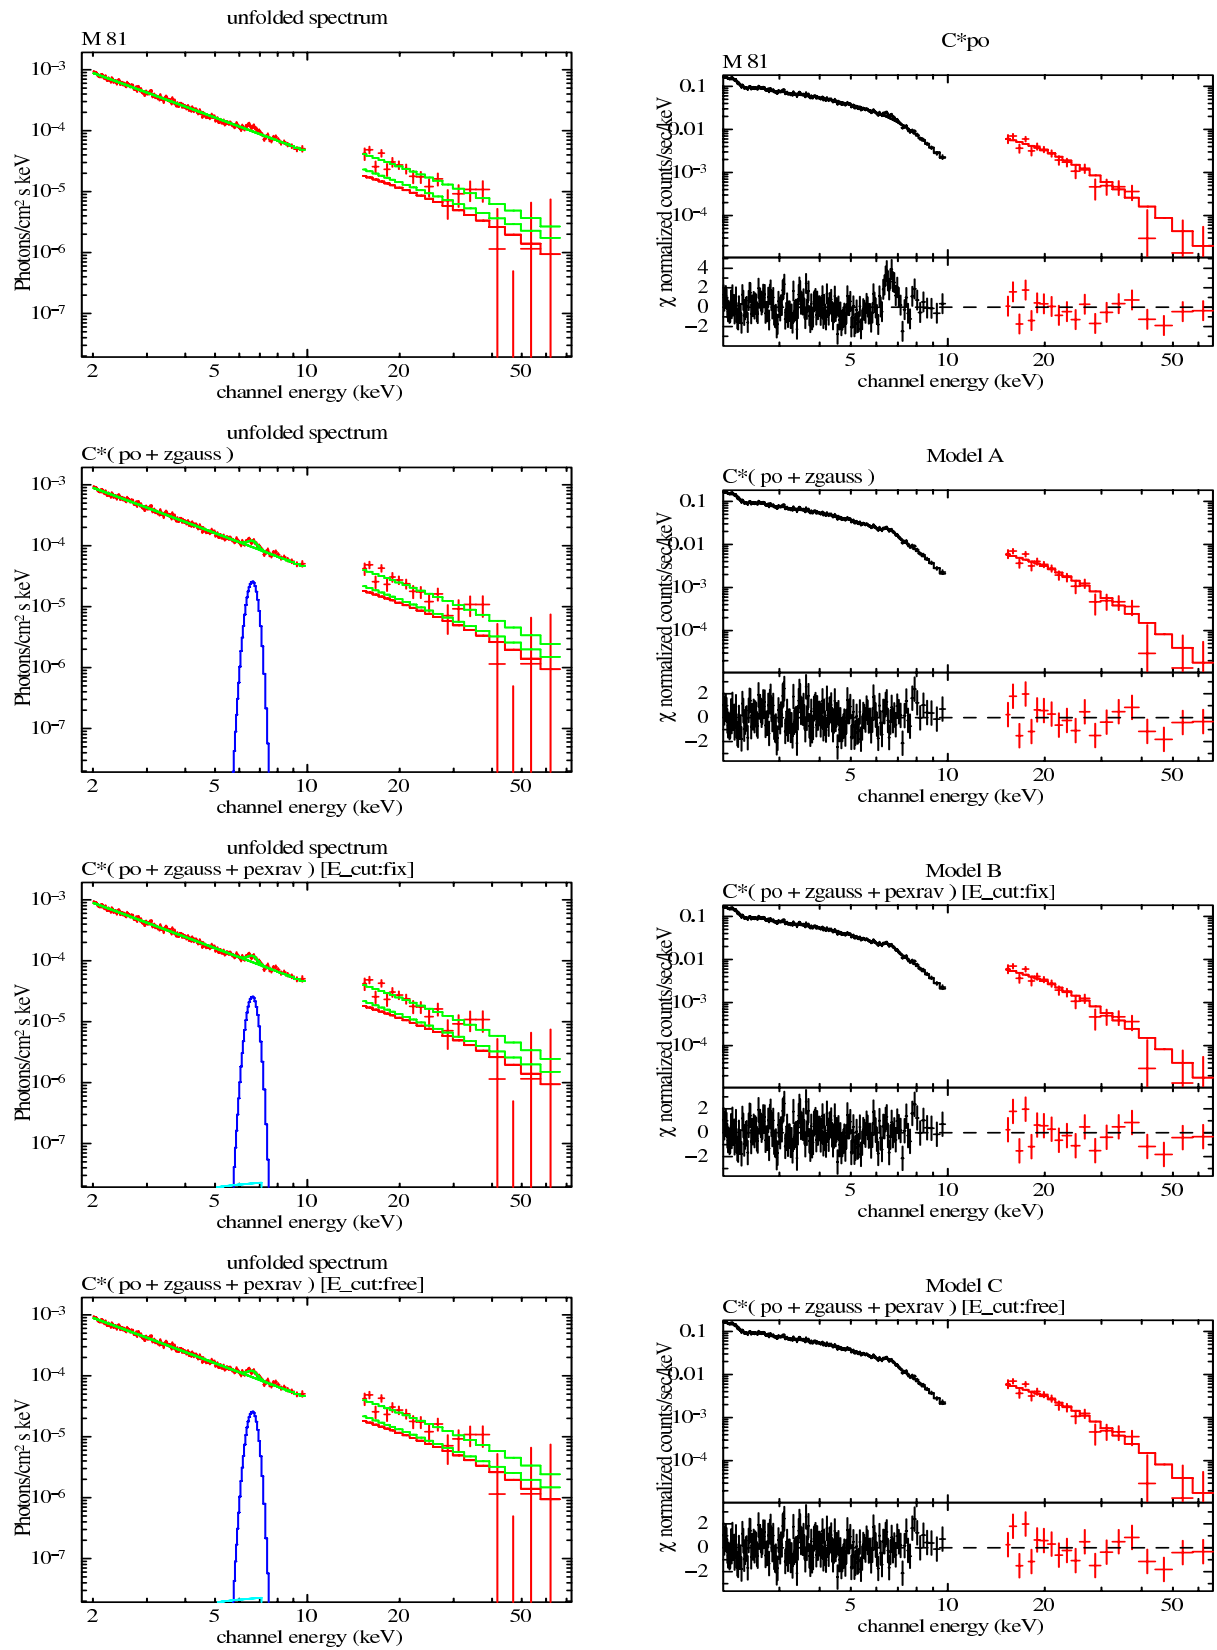 unfolded spectrum
M 81
10⁻³
10⁻⁴
10⁻⁵
10⁻⁶
10⁻⁷
Photons/cm² s keV
2 5 10 20 50
channel energy (keV)
C*po
M 81
0.1
0.01
10⁻³
10⁻⁴
4
2
0
−2
χ normalized counts/sec/keV
5 10 20 50
channel energy (keV)
unfolded spectrum
C*( po + zgauss )
10⁻³
10⁻⁴
10⁻⁵
10⁻⁶
10⁻⁷
Photons/cm² s keV
2 5 10 20 50
channel energy (keV)
Model A
C*( po + zgauss )
0.1
0.01
10⁻³
10⁻⁴
2
0
−2
χ normalized counts/sec/keV
5 10 20 50
channel energy (keV)
unfolded spectrum
C*( po + zgauss + pexrav ) [E_cut:fix]
10⁻³
10⁻⁴
10⁻⁵
10⁻⁶
10⁻⁷
Photons/cm² s keV
2 5 10 20 50
channel energy (keV)
Model B
C*( po + zgauss + pexrav ) [E_cut:fix]
0.1
0.01
10⁻³
10⁻⁴
2
0
−2
χ normalized counts/sec/keV
5 10 20 50
channel energy (keV)
unfolded spectrum
C*( po + zgauss + pexrav ) [E_cut:free]
10⁻³
10⁻⁴
10⁻⁵
10⁻⁶
10⁻⁷
Photons/cm² s keV
2 5 10 20 50
channel energy (keV)
Model C
C*( po + zgauss + pexrav ) [E_cut:free]
0.1
0.01
10⁻³
10⁻⁴
2
0
−2
χ normalized counts/sec/keV
5 10 20 50
channel energy (keV)